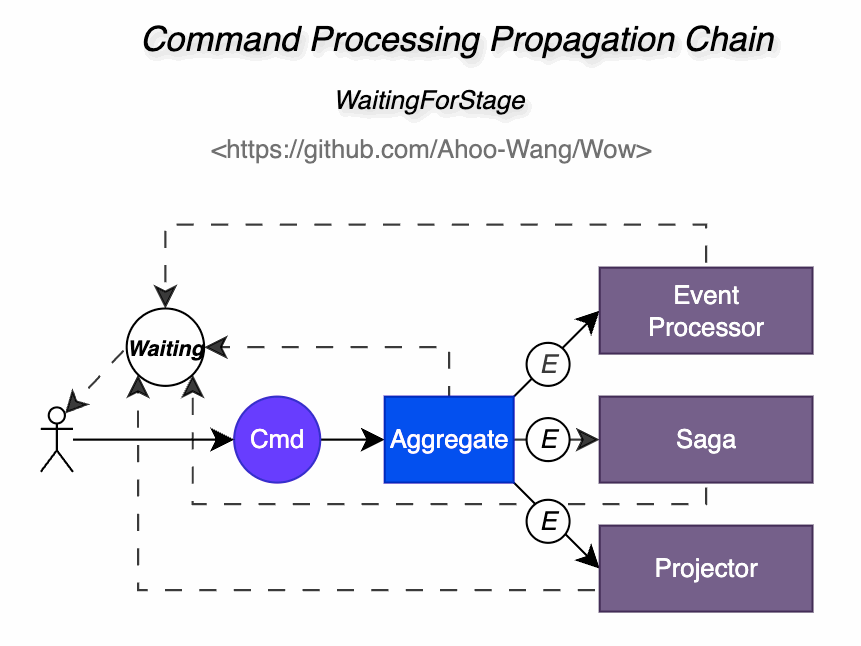 Command Processing Propagation Chain
WaitingForStage
<https://github.com/Ahoo-Wang/Wow>
Event
Processor
Waiting
E
Cmd
Aggregate
E
Saga
E
Projector